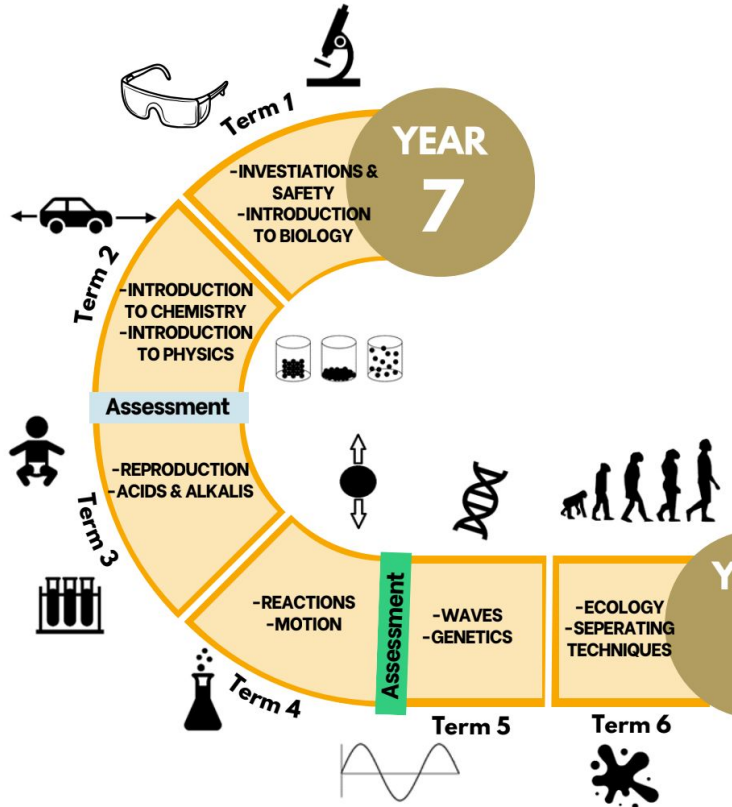 YEAR
7
Term 1
-INVESTIATIONS &
SAFETY
-INTRODUCTION
TO BIOLOGY
Term 2
-INTRODUCTION
TO CHEMISTRY
-INTRODUCTION
TO PHYSICS
Assessment
Term 3
-REPRODUCTION
-ACIDS & ALKALIS
Term 4
-REACTIONS
-MOTION
Assessment
-WAVES
-GENETICS
Term 5
-ECOLOGY
-SEPERATING
TECHNIQUES
Term 6
Y